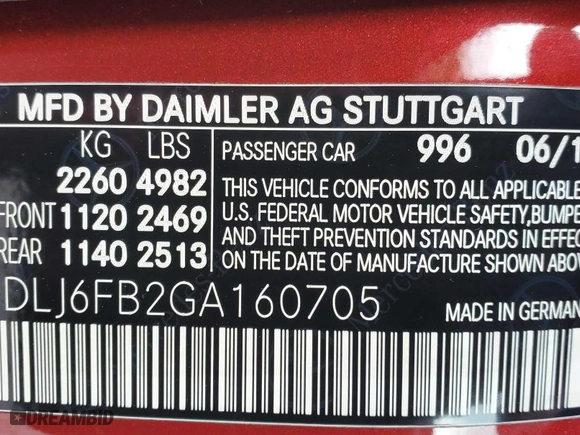 MFD BY DAIMLER AG STUTTGART
KG LBS
2260 4982
FRONT 1120 2469
REAR 1140 2513
PASSENGER CAR 996 06/1
THIS VEHICLE CONFORMS TO ALL APPLICABLE
U.S. FEDERAL MOTOR VEHICLE SAFETY, BUMPE
AND THEFT PREVENTION STANDARDS IN EFFEC
ON THE DATE OF MANUFACTURE SHOWN ABOVE.
DLJ6FB2GA160705
MADE IN GERMAN
DREAMBID